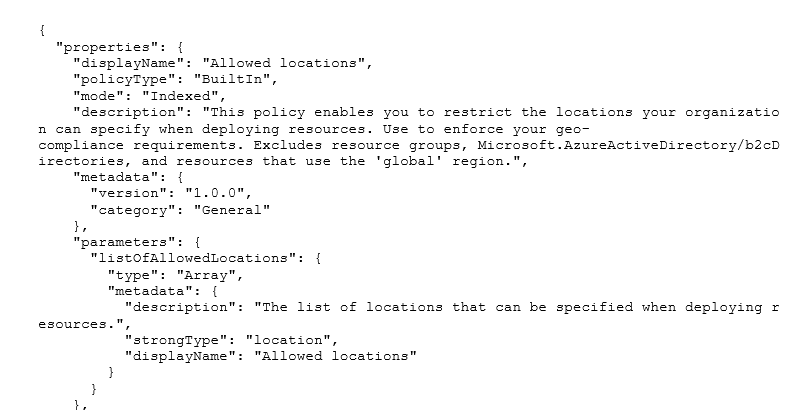 {
  "properties": {
    "displayName": "Allowed locations",
    "policyType": "BuiltIn",
    "mode": "Indexed",
    "description": "This policy enables you to restrict the locations your organizatio
n can specify when deploying resources. Use to enforce your geo-
compliance requirements. Excludes resource groups, Microsoft.AzureActiveDirectory/b2cD
irectories, and resources that use the 'global' region.",
    "metadata": {
      "version": "1.0.0",
      "category": "General"
    },
    "parameters": {
      "listOfAllowedLocations": {
        "type": "Array",
        "metadata": {
          "description": "The list of locations that can be specified when deploying r
esources.",
          "strongType": "location",
          "displayName": "Allowed locations"
        }
      }
    },